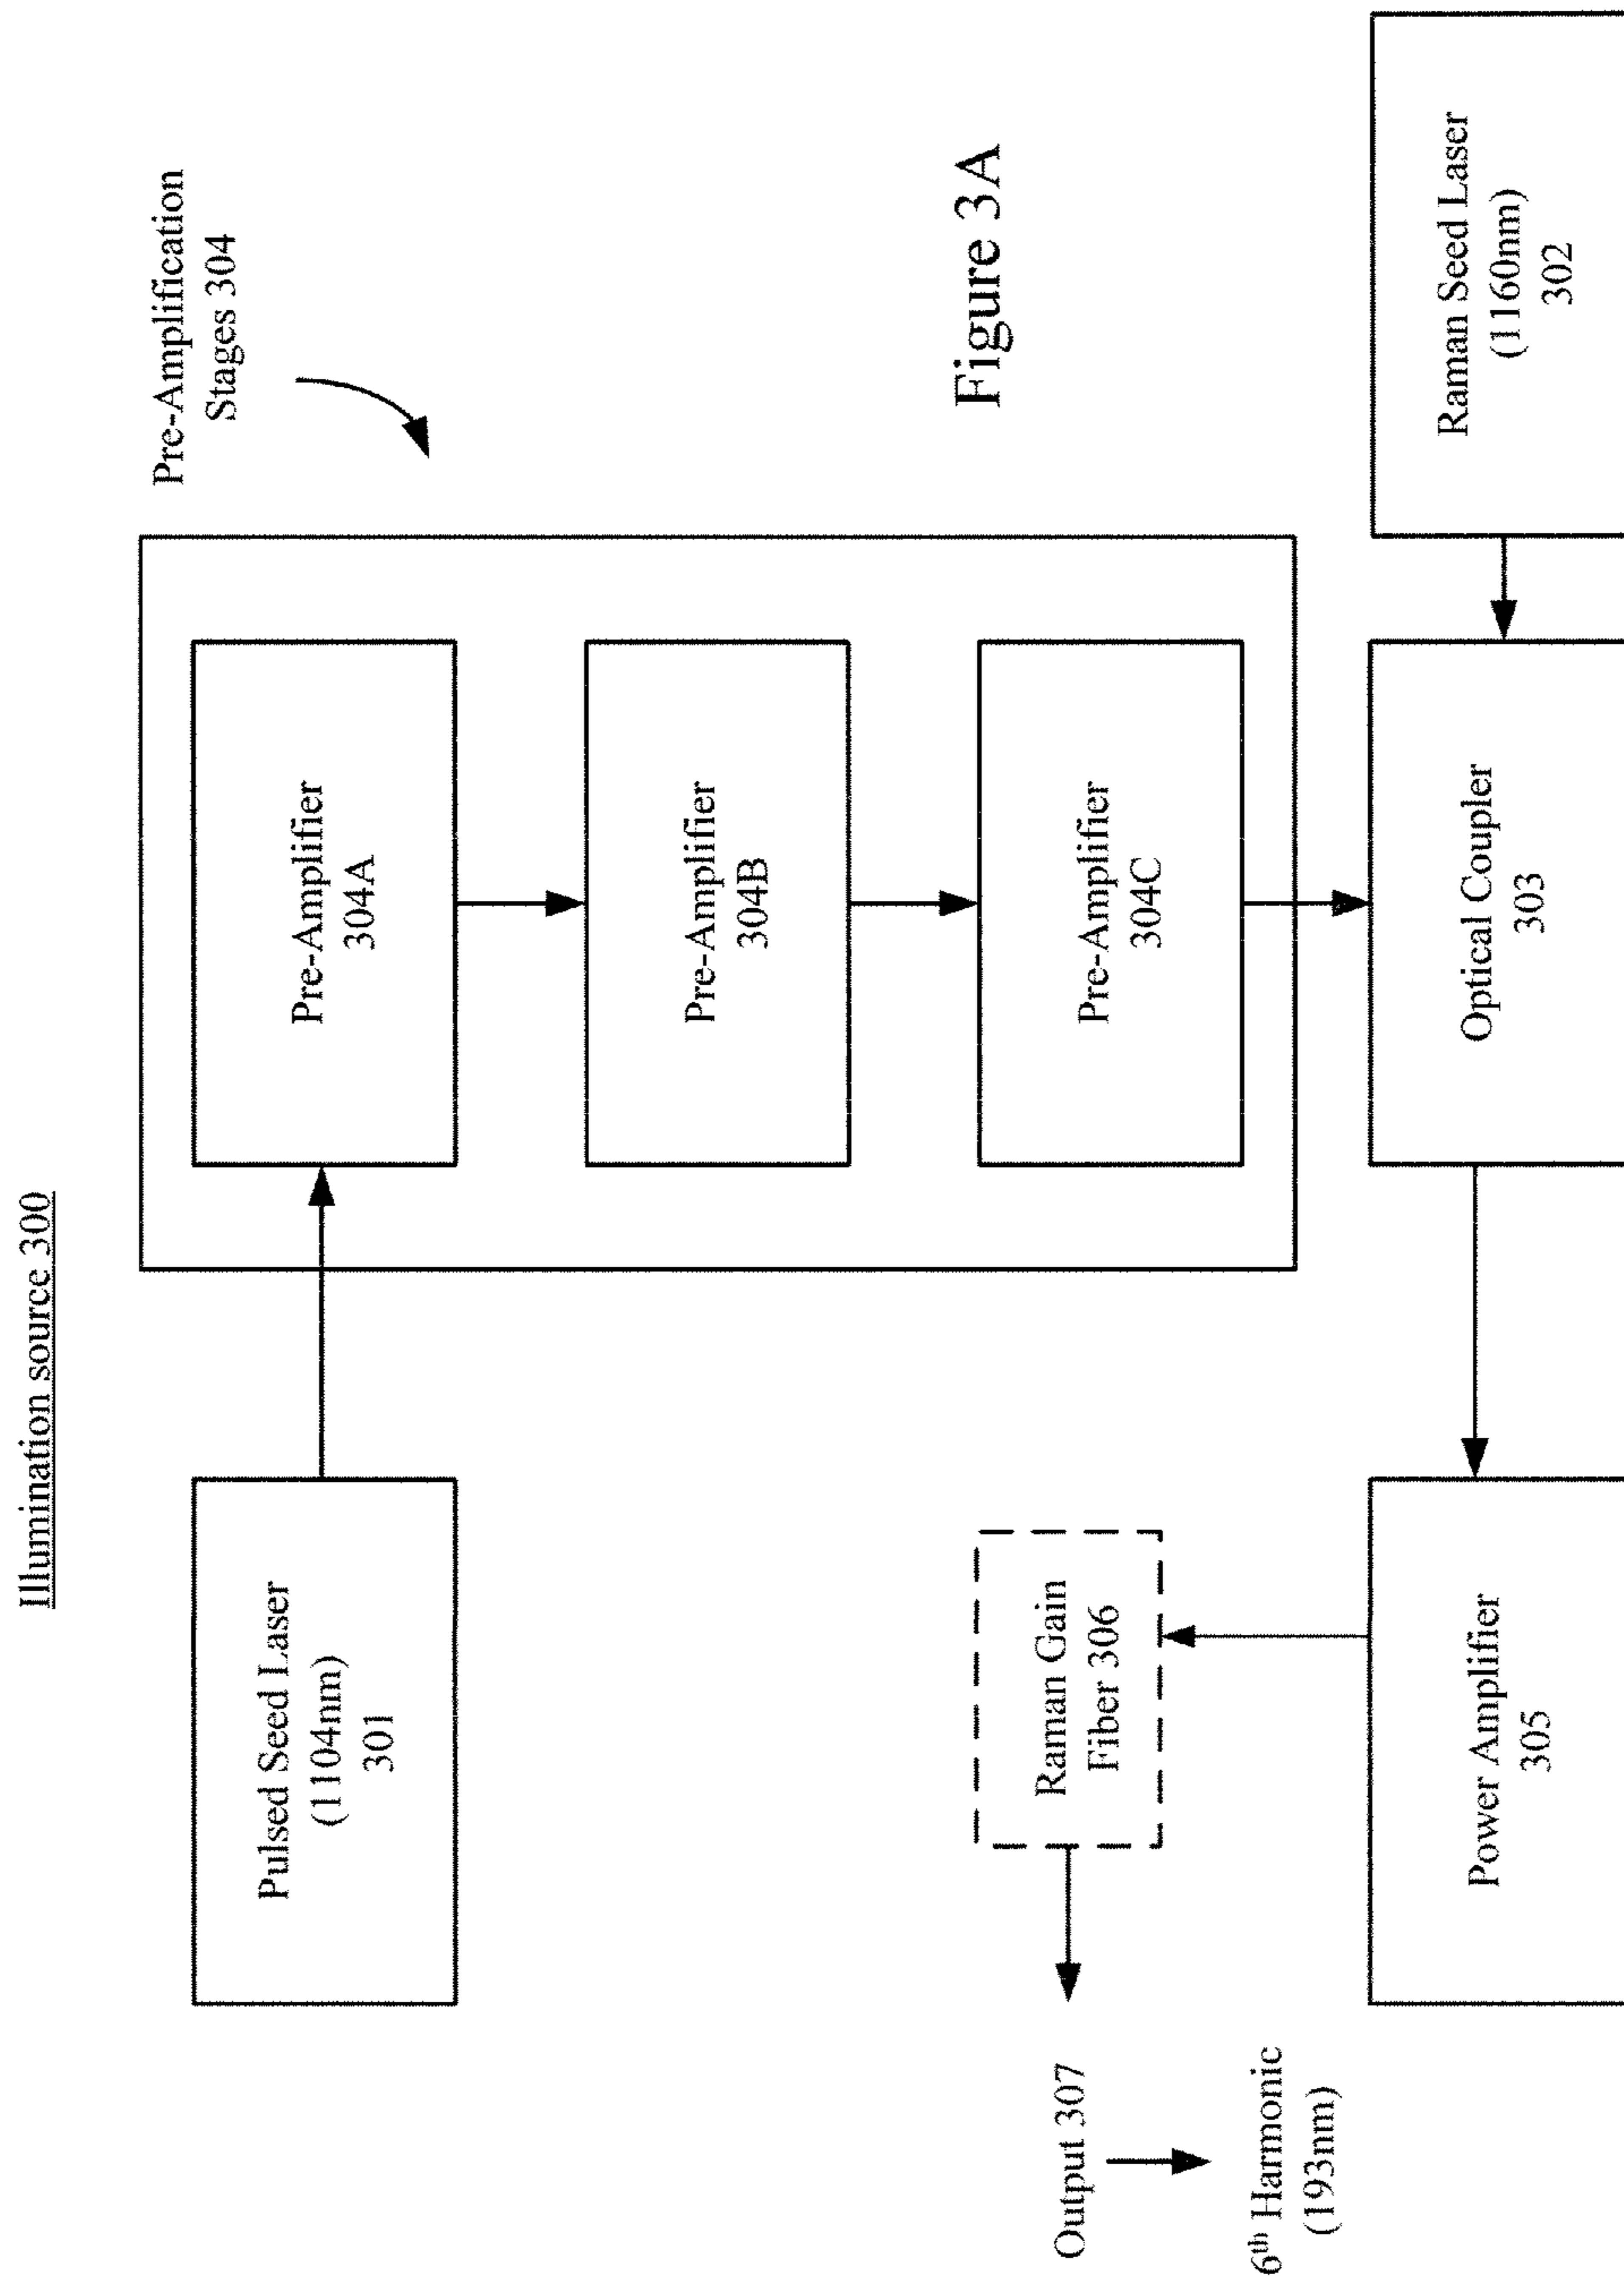 Illumination source 300
Pulsed Seed Laser
(1104nm)
301
Pre-Amplifier
304A
Pre-Amplification
Stages 304
Pre-Amplifier
304B
Pre-Amplifier
304C
Figure 3A
Raman Gain
Fiber 306
Output 307
6th Harmonic
(193nm)
Power Amplifier
305
Optical Coupler
303
Raman Seed Laser
(1160nm)
302